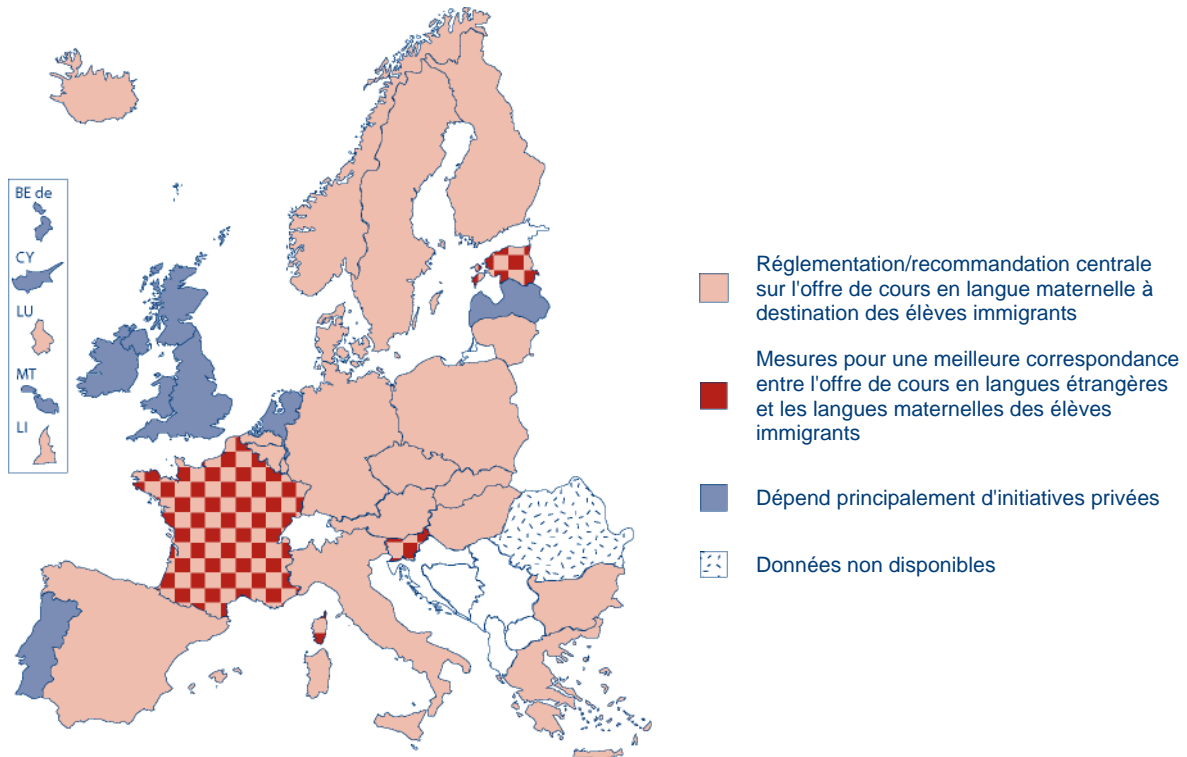 BE de
CY
LU
MT
LI
Réglementation/recommandation centrale
sur l'offre de cours en langue maternelle à
destination des élèves immigrants
Mesures pour une meilleure correspondance
entre l'offre de cours en langues étrangères
et les langues maternelles des élèves
immigrants
Dépend principalement d'initiatives privées
Données non disponibles